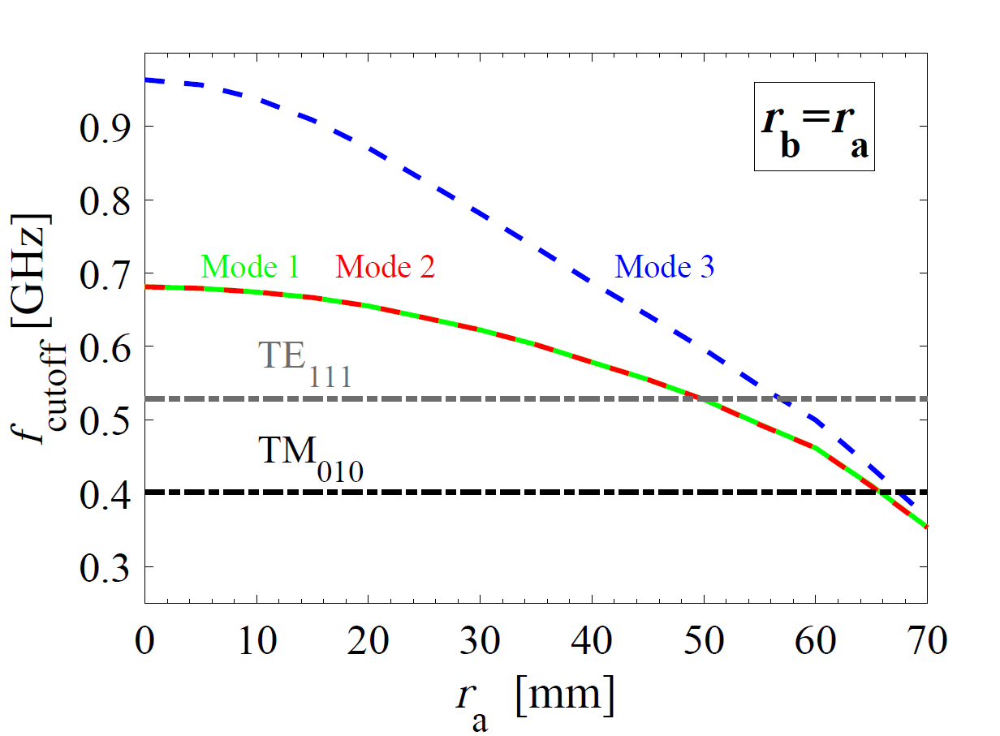 r_b=r_a
0.9
0.8
0.7
0.6
0.5
0.4
0.3
f_cutoff [GHz]
Mode 1
Mode 2
Mode 3
TE_111
TM_010
0 10 20 30 40 50 60 70
r_a [mm]